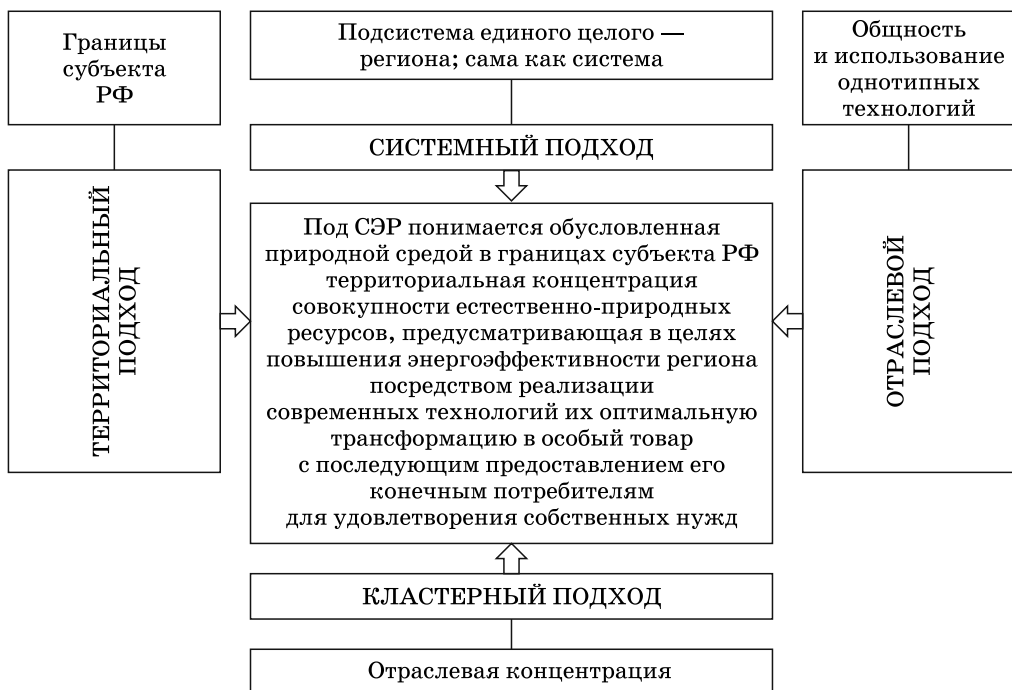 Границы
субъекта
РФ
Подсистема единого целого —
региона; сама как система
Общность
и использование
однотипных
технологий
СИСТЕМНЫЙ ПОДХОД
ТЕРРИТОРИАЛЬНЫЙ
ПОДХОД
Под СЭР понимается обусловленная
природной средой в границах субъекта РФ
территориальная концентрация
совокупности естественно-природных
ресурсов, предусматривающая в целях
повышения энергоэффективности региона
посредством реализации
современных технологий их оптимальную
трансформацию в особый товар
с последующим предоставлением его
конечным потребителям
для удовлетворения собственных нужд
ОТРАСЛЕВОЙ
ПОДХОД
КЛАСТЕРНЫЙ ПОДХОД
Отраслевая концентрация